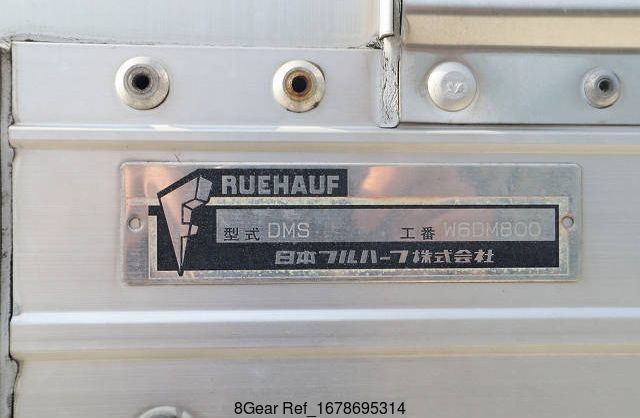 FRUEHAUF
型式 DMS 工番 W6DM800
日本フルハーフ株式会社
8Gear Ref_1678695314